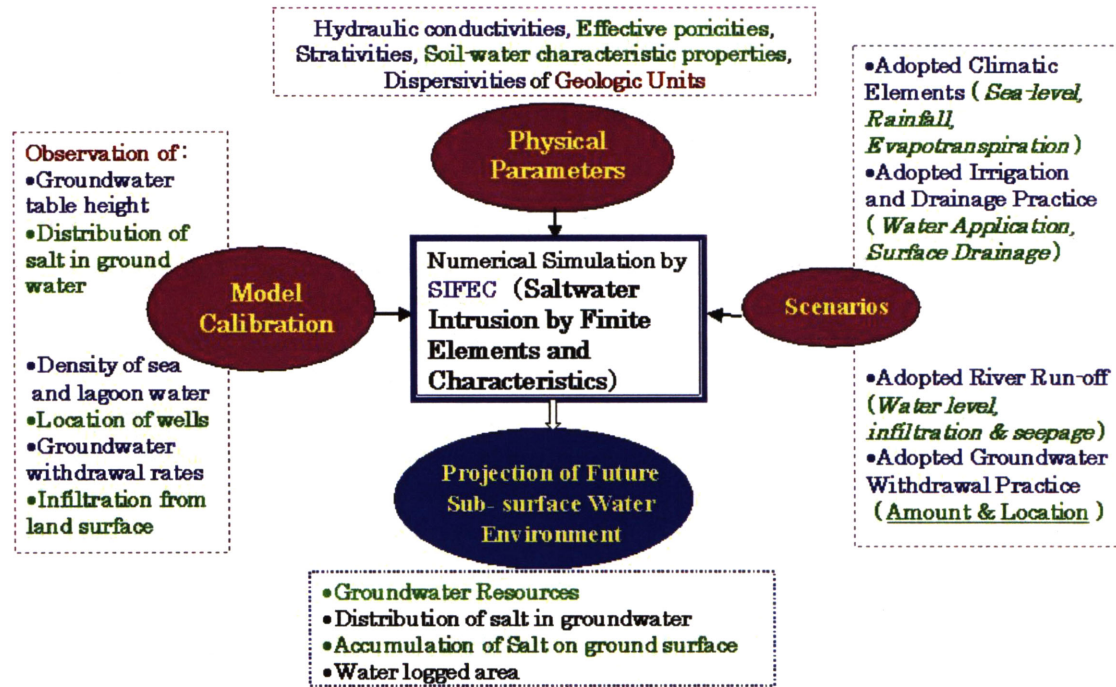 Hydraulic conductivities, Effective poricities,
Strativities, Soil-water characteristic properties,
Dispersivities of Geologic Units
Physical
Parameters
Observation of:
•Groundwater
table height
•Distribution of
salt in ground
water
•Density of sea
and lagoon water
•Location of wells
•Groundwater
withdrawal rates
•Infiltration from
land surface
Model
Calibration
Numerical Simulation by
SIFEC (Saltwater
Intrusion by Finite
Elements and
Characteristics)
Scenarios
•Adopted Climatic
Elements ( Sea-level,
Rainfall,
Evapotranspiration )
•Adopted Irrigation
and Drainage Practice
( Water Application,
Surface Drainage)
•Adopted River Run-off
(Water level,
infiltration & seepage)
•Adopted Groundwater
Withdrawal Practice
( Amount & Location )
Projection of Future
Sub- surface Water
Environment
•Groundwater Resources
•Distribution of salt in groundwater
•Accumulation of Salt on ground surface
•Water logged area